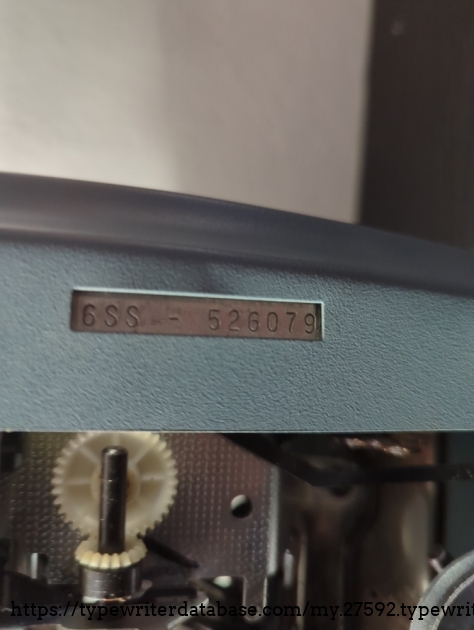 6SS - 526079
https://typewriterdatabase.com/my.27592.typewrit